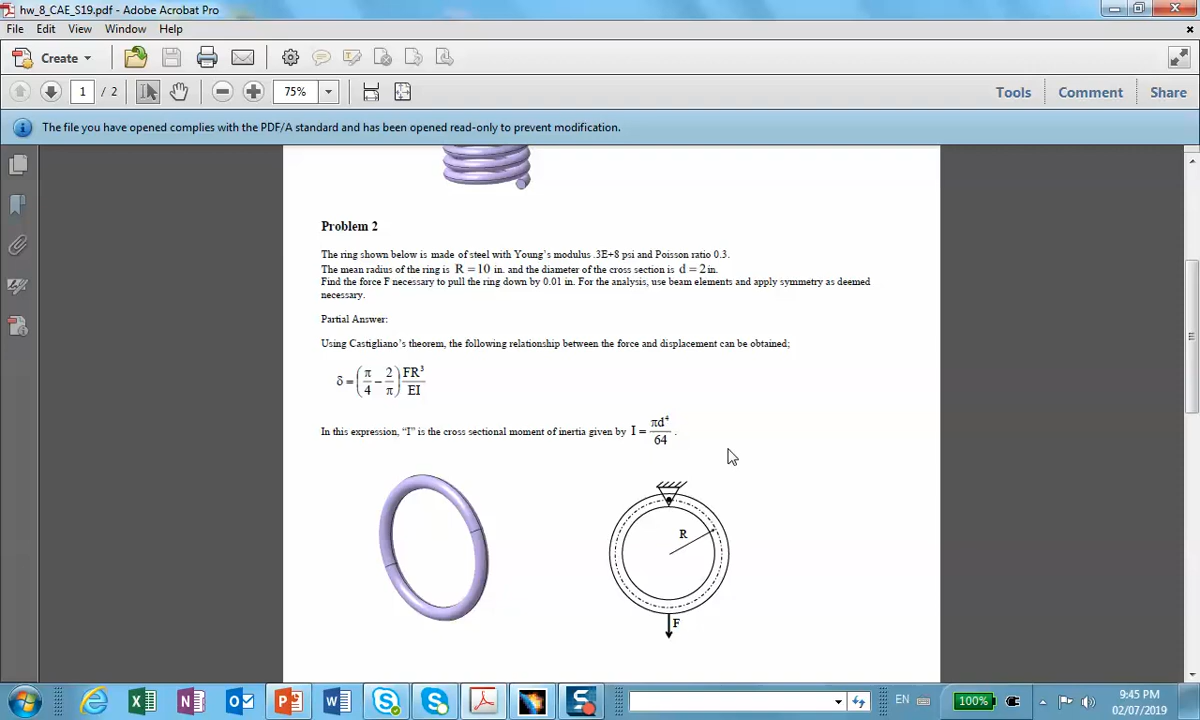 hw_8_CAE_S19.pdf - Adobe Acrobat Pro
File Edit View Window Help
Create
1 / 2 75% Tools Comment Share
The file you have opened complies with the PDF/A standard and has been opened read-only to prevent modification.
Problem 2
The ring shown below is made of steel with Young's modulus .3E+8 psi and Poisson ratio 0.3.
The mean radius of the ring is R = 10 in. and the diameter of the cross section is d = 2 in.
Find the force F necessary to pull the ring down by 0.01 in. For the analysis, use beam elements and apply symmetry as deemed
necessary.
Partial Answer:
Using Castigliano's theorem, the following relationship between the force and displacement can be obtained;
δ = (π/4 − 2/π) FR³/EI
In this expression, "I" is the cross sectional moment of inertia given by I = πd⁴/64 .
R
F
EN 100% 9:45 PM
02/07/2019